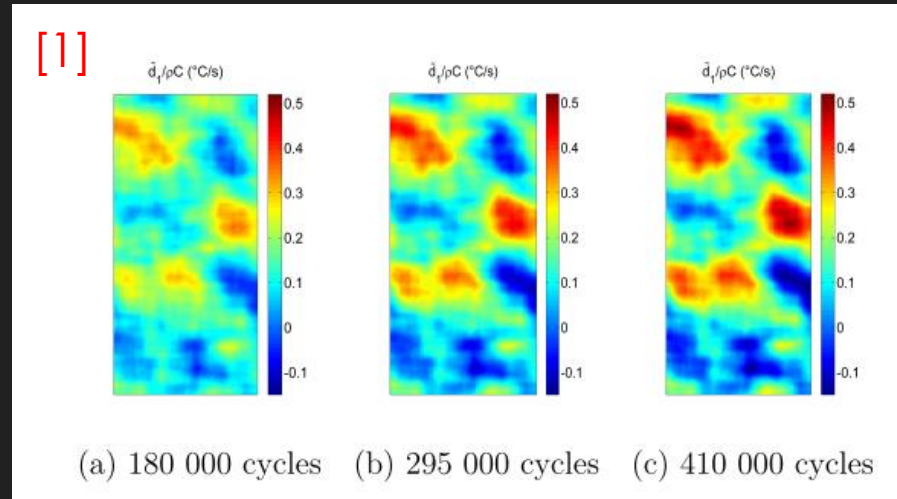 [1]
d̃₁/ρC (°C/s) d̃₁/ρC (°C/s) d̃₁/ρC (°C/s)
0.5 0.5 0.5
0.4 0.4 0.4
0.3 0.3 0.3
0.2 0.2 0.2
0.1 0.1 0.1
0 0 0
-0.1 -0.1 -0.1
(a) 180 000 cycles (b) 295 000 cycles (c) 410 000 cycles